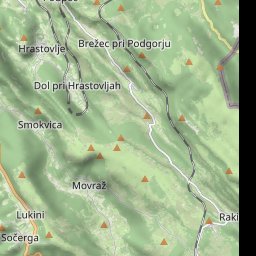 Hrastovlje
Brežec pri Podgorju
Dol pri Hrastovljah
Smokvica
Movraž
Lukini
Raki
Sočerga